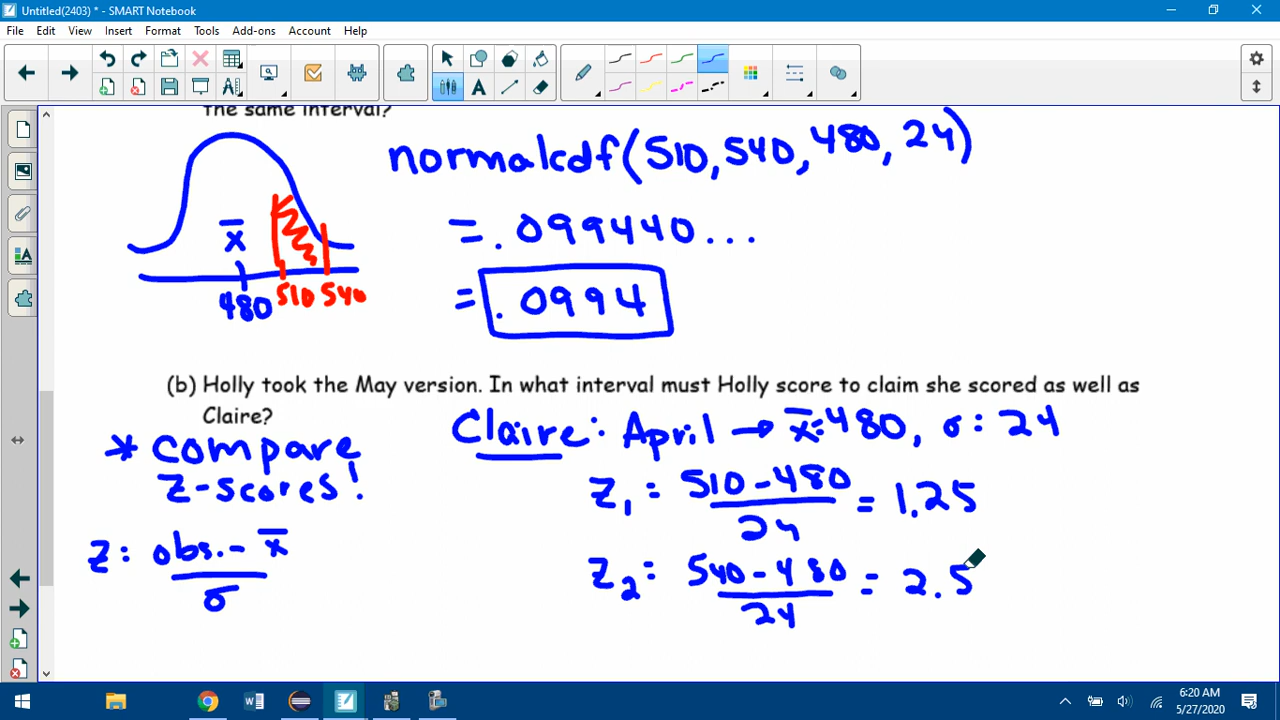 Untitled(2403) * - SMART Notebook
File Edit View Insert Format Tools Add-ons Account Help
the same interval?
normalcdf(510,540,480,24)
= .099440...
= .0994
x̄
480 510 540
(b) Holly took the May version. In what interval must Holly score to claim she scored as well as
Claire?
Claire: April → x̄:480, σ: 24
* compare
z-scores!
z: obs. - x̄
σ
z₁ = 510 - 480 = 1.25
24
z₂ = 540 - 480 = 2.5
24
6:20 AM
5/27/2020